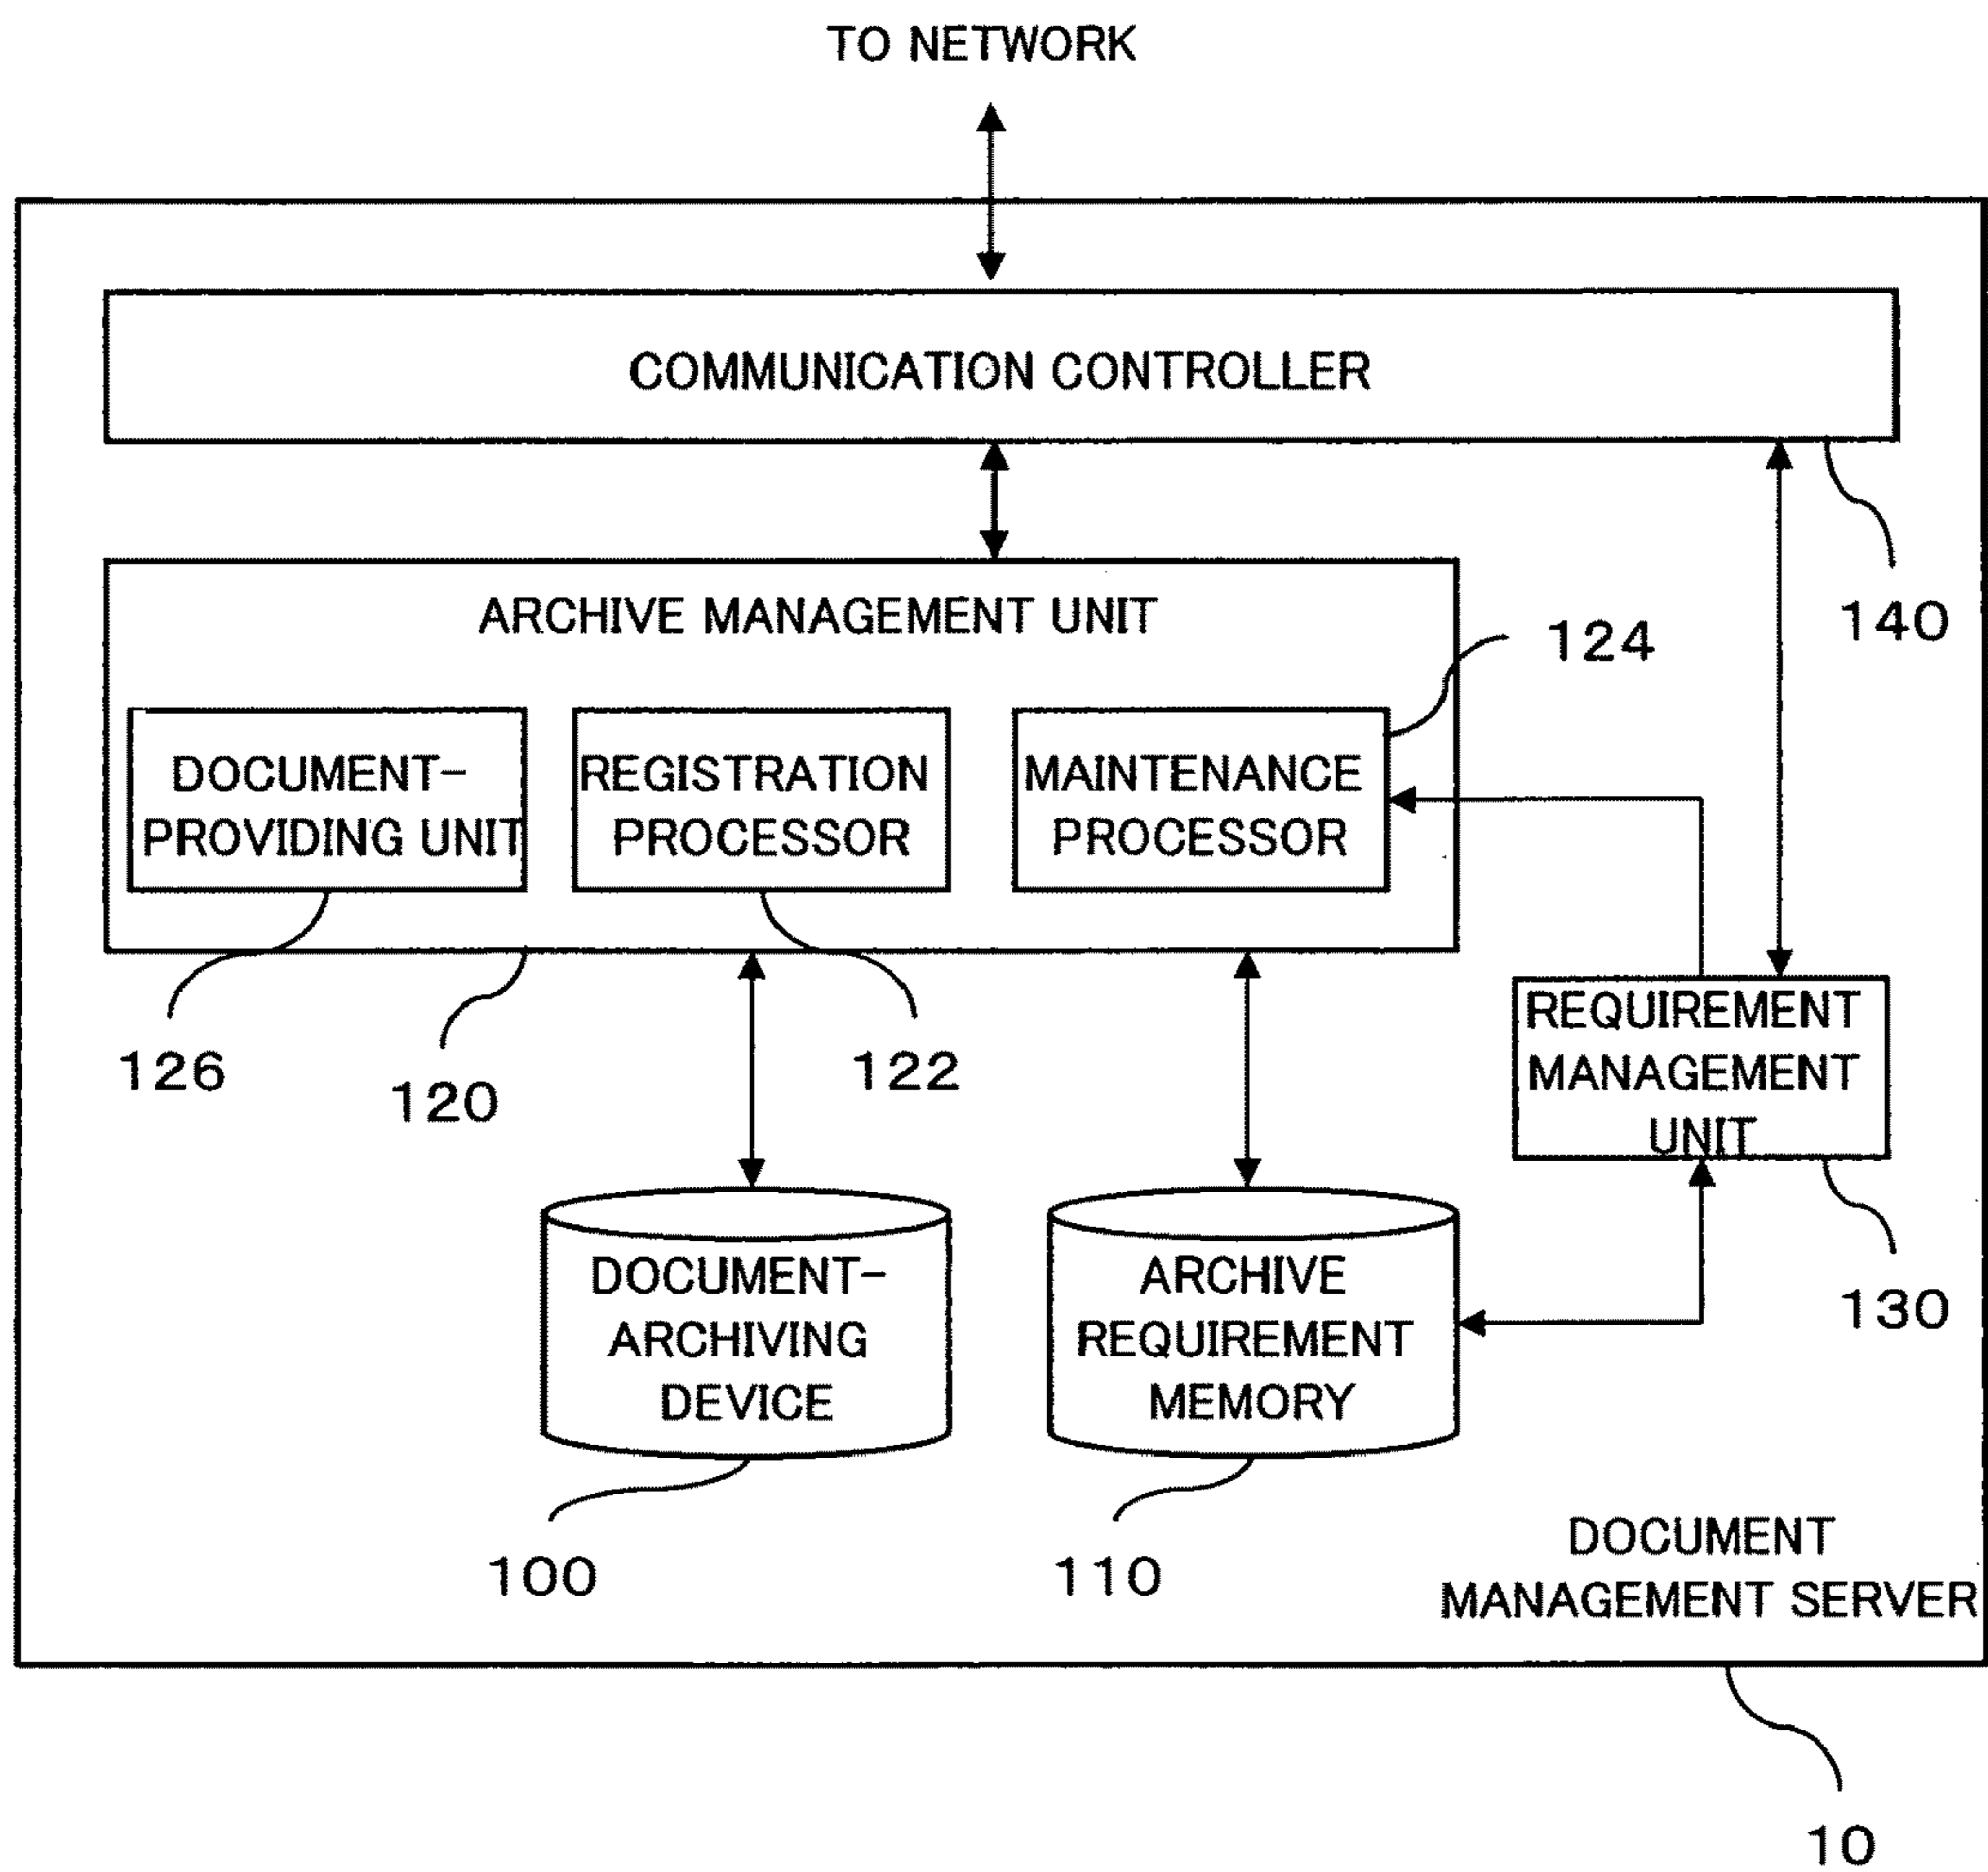 TO NETWORK
COMMUNICATION CONTROLLER
140
ARCHIVE MANAGEMENT UNIT
124
DOCUMENT-
PROVIDING UNIT
REGISTRATION
PROCESSOR
MAINTENANCE
PROCESSOR
126
120
122
REQUIREMENT
MANAGEMENT
UNIT
130
DOCUMENT-
ARCHIVING
DEVICE
100
ARCHIVE
REQUIREMENT
MEMORY
110
DOCUMENT
MANAGEMENT SERVER
10